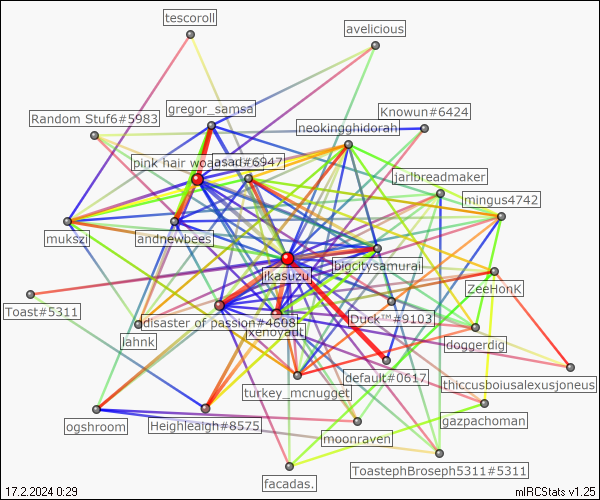 tescoroll
avelicious
gregor_samsa
Knowun#6424
Random Stuf6#5983
neokingghidorah
pink hair woa
asad#6947
jarlbreadmaker
mingus4742
mukszi
andnewbees
bigcitysamurai
jikasuzu
ZeeHonk
Toast#5311
disaster of passion#4608
Duck™#9103
lahnk
xenovant
doggerdig
default#0617
thiccusboiusalexusjoneus
turkey_mcnugget
gazpachoman
ogshroom
Heighleaigh#8575
moonraven
ToastephBroseph5311#5311
facadas.
17.2.2024 0:29
mIRCStats v1.25